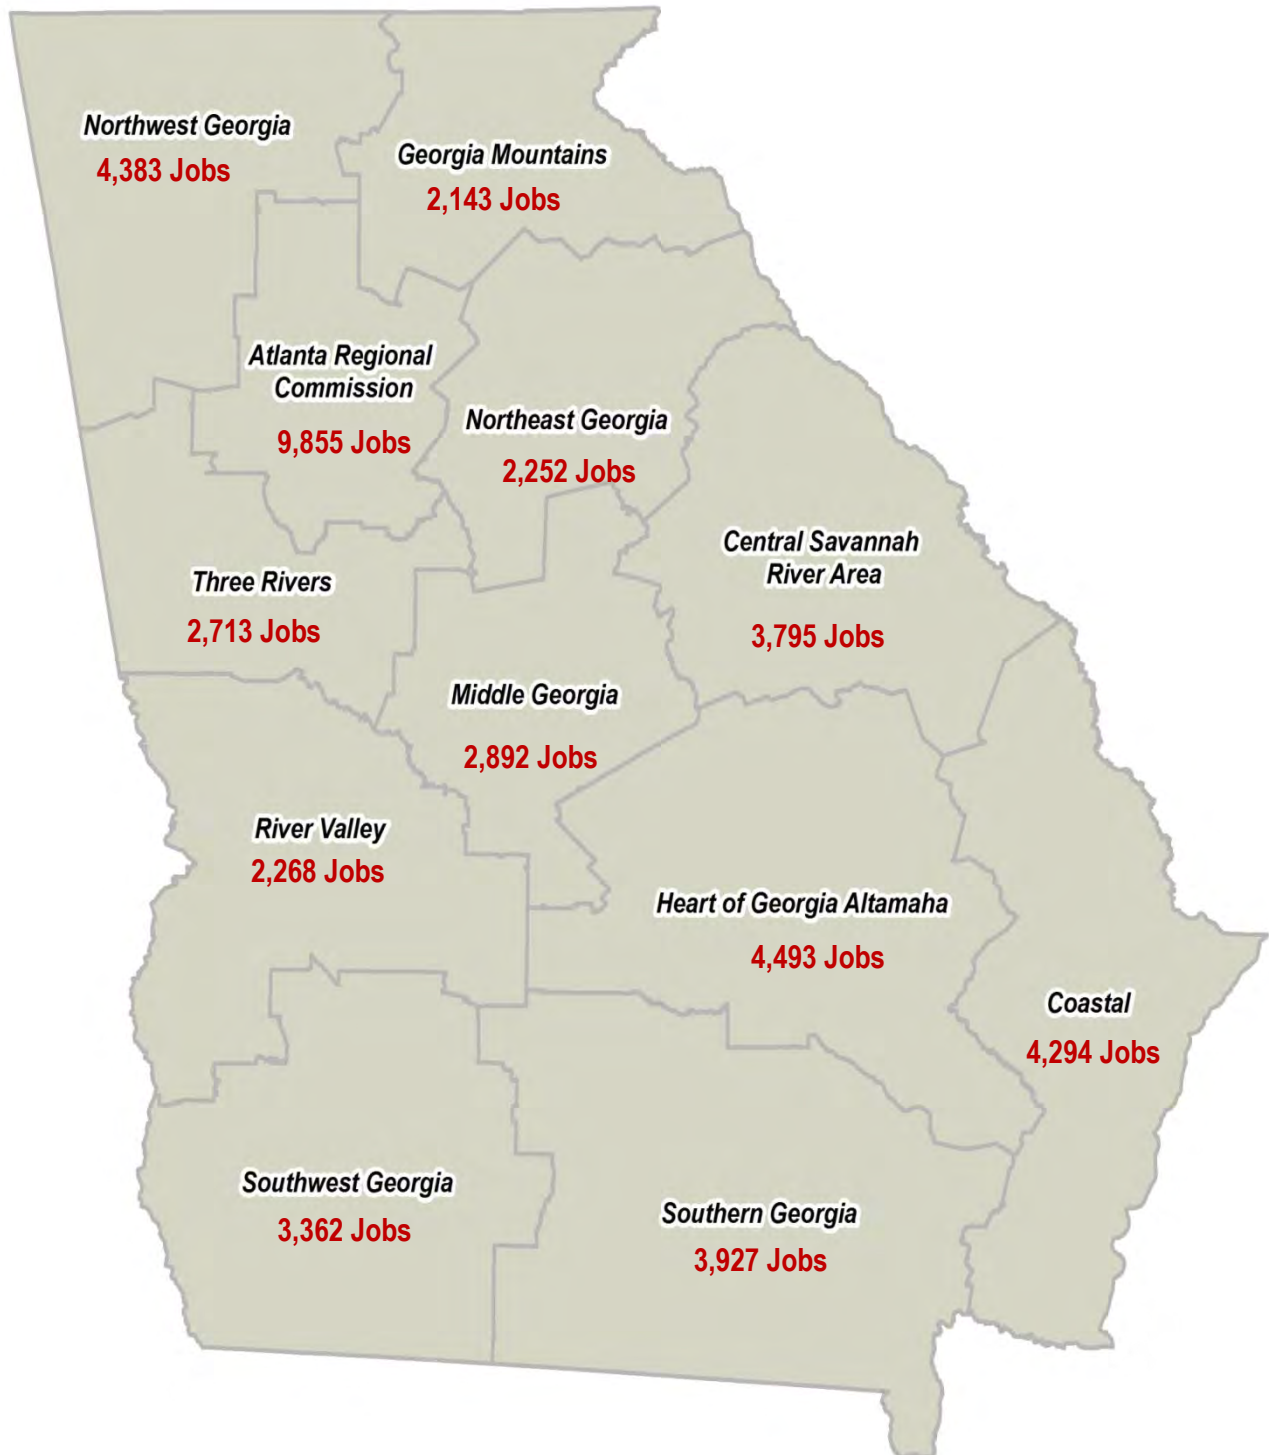 Northwest Georgia
4,383 Jobs
Georgia Mountains
2,143 Jobs
Atlanta Regional
Commission
9,855 Jobs
Northeast Georgia
2,252 Jobs
Central Savannah
River Area
3,795 Jobs
Three Rivers
2,713 Jobs
Middle Georgia
2,892 Jobs
River Valley
2,268 Jobs
Heart of Georgia Altamaha
4,493 Jobs
Coastal
4,294 Jobs
Southwest Georgia
3,362 Jobs
Southern Georgia
3,927 Jobs